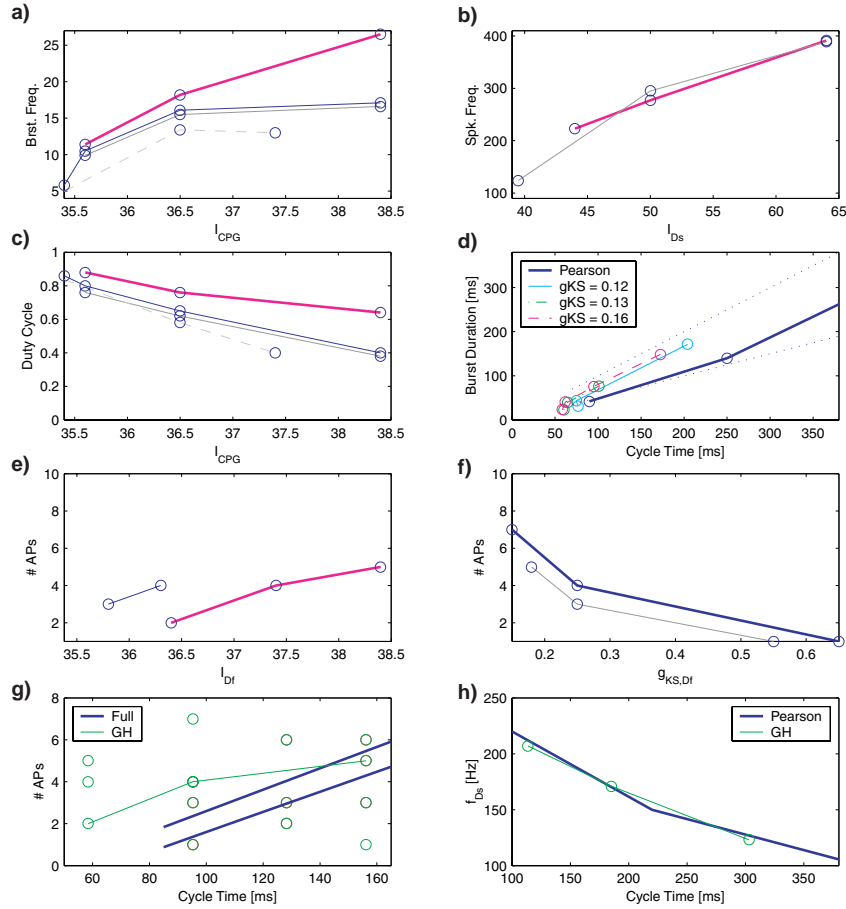 a)
25
20
15
10
5
Brst. Freq.
35.5
36
36.5
37
37.5
38
38.5
I_CPG
b)
400
300
200
100
Spk. Freq.
40
45
50
55
60
65
I_Ds
c)
1
0.8
0.6
0.4
0.2
0
Duty Cycle
35.5
36
36.5
37
37.5
38
38.5
I_CPG
d)
Pearson
gKS = 0.12
gKS = 0.13
gKS = 0.16
300
200
100
0
Burst Duration [ms]
0
50
100
150
200
250
300
350
Cycle Time [ms]
e)
10
8
6
4
2
# APs
35.5
36
36.5
37
37.5
38
38.5
I_Df
f)
10
8
6
4
2
# APs
0.2
0.3
0.4
0.5
0.6
g_KS,Df
g)
Full
GH
8
6
4
2
0
# APs
60
80
100
120
140
160
Cycle Time [ms]
h)
Pearson
GH
250
200
150
100
f_Ds [Hz]
100
150
200
250
300
350
Cycle Time [ms]